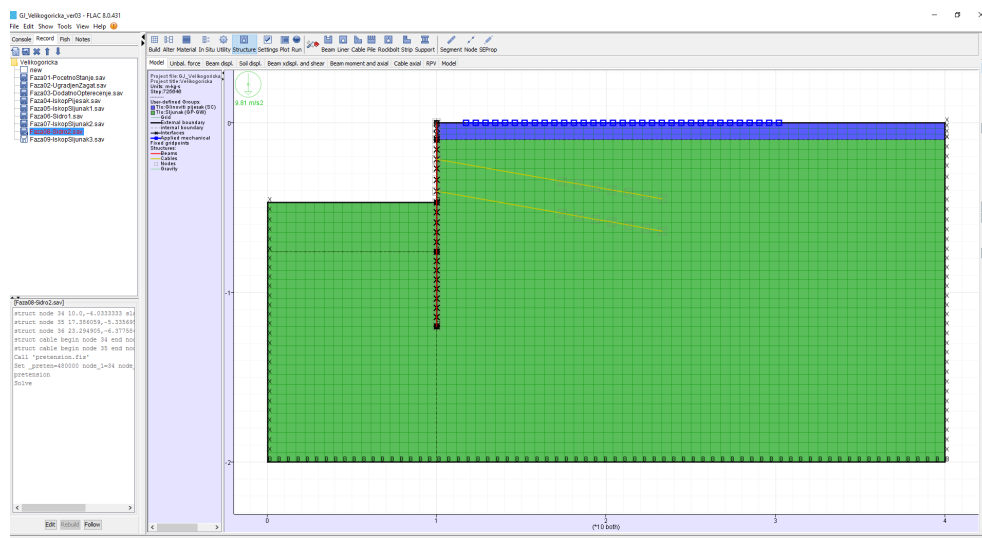 GJ_Velikogoricka_ver03 - FLAC 8.0.431
File Edit Show Tools View Help
Console Record Fish Notes
Build Alter Material In Situ Utility Structure Settings Plot Run Beam Liner Cable Pile Rockbolt Strip Support Segment Node SEProp
Model Unbal. force Beam displ. Soil displ. Beam xdispl. and shear Beam moment and axial Cable axial RPV Model
Velikogoricka
new
Faza01-PocetnoStanje.sav
Faza02-UgradjenZagat.sav
Faza03-DodatnoOpterecenje.sav
Faza04-IskopPijesak.sav
Faza05-IskopSljunak1.sav
Faza06-Sidro1.sav
Faza07-IskopSljunak2.sav
Faza08-Sidro2.sav
Faza09-IskopSljunak3.sav
Project file:GJ_Velikogoricka
Project title:Velikogoricka
Units: m-kg-s
User-defined Groups:
Tlo:Glinoviti pijesak (SC)
Tlo:Sljunak (GP-GW)
Grid
External boundary
internal boundary
Interfaces
Applied mechanical
Fixed gridpoints
Structures:
Beams
Cables
Nodes
Gravity
9.81 m/s2
0
-1
-2
0 1 2 3 4
(*10 both)
[Faza08-Sidro2.sav]
struct node 34 10.0,-4.0333333 sl
struct node 35 17.356059,-5.33569
struct node 36 23.294905,-6.37758
struct cable begin node 34 end nod
struct cable begin node 35 end nod
Call 'pretension.fis'
Set _preten=480000 node_1=34 node_
pretension
Solve
Edit Rebuild Follow